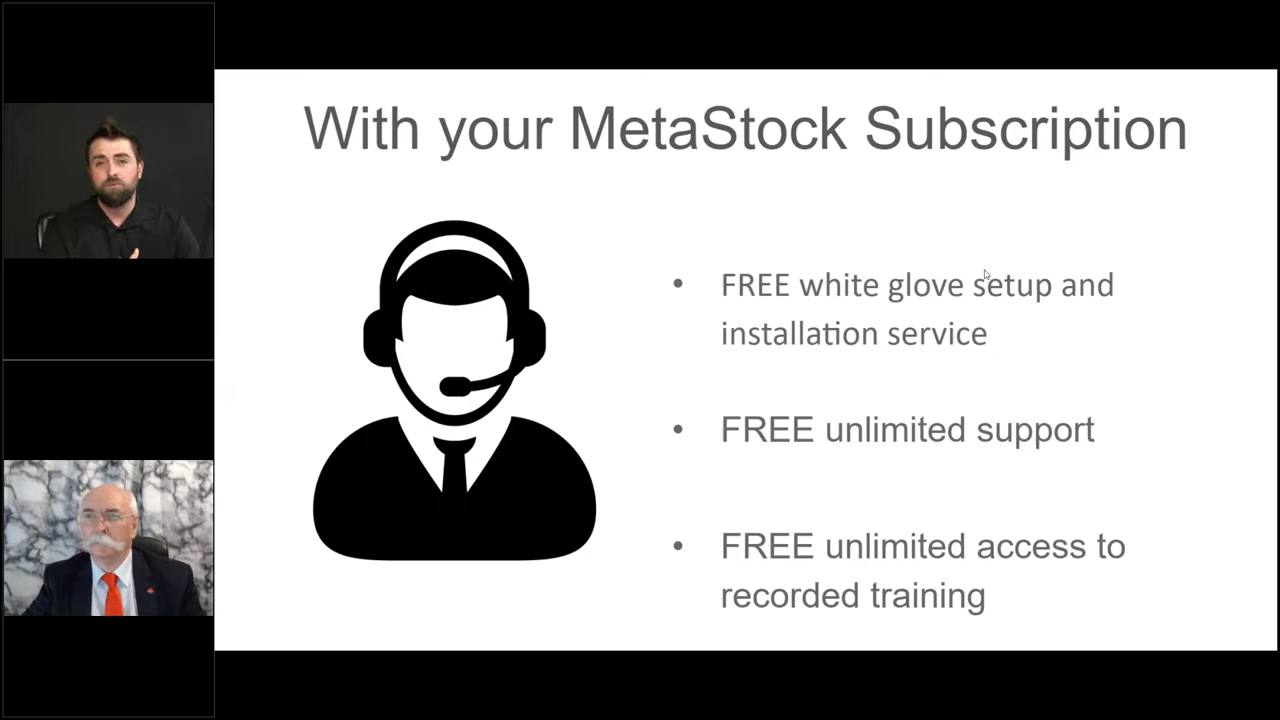 With your MetaStock Subscription
• FREE white glove setup and
installation service
• FREE unlimited support
• FREE unlimited access to
recorded training